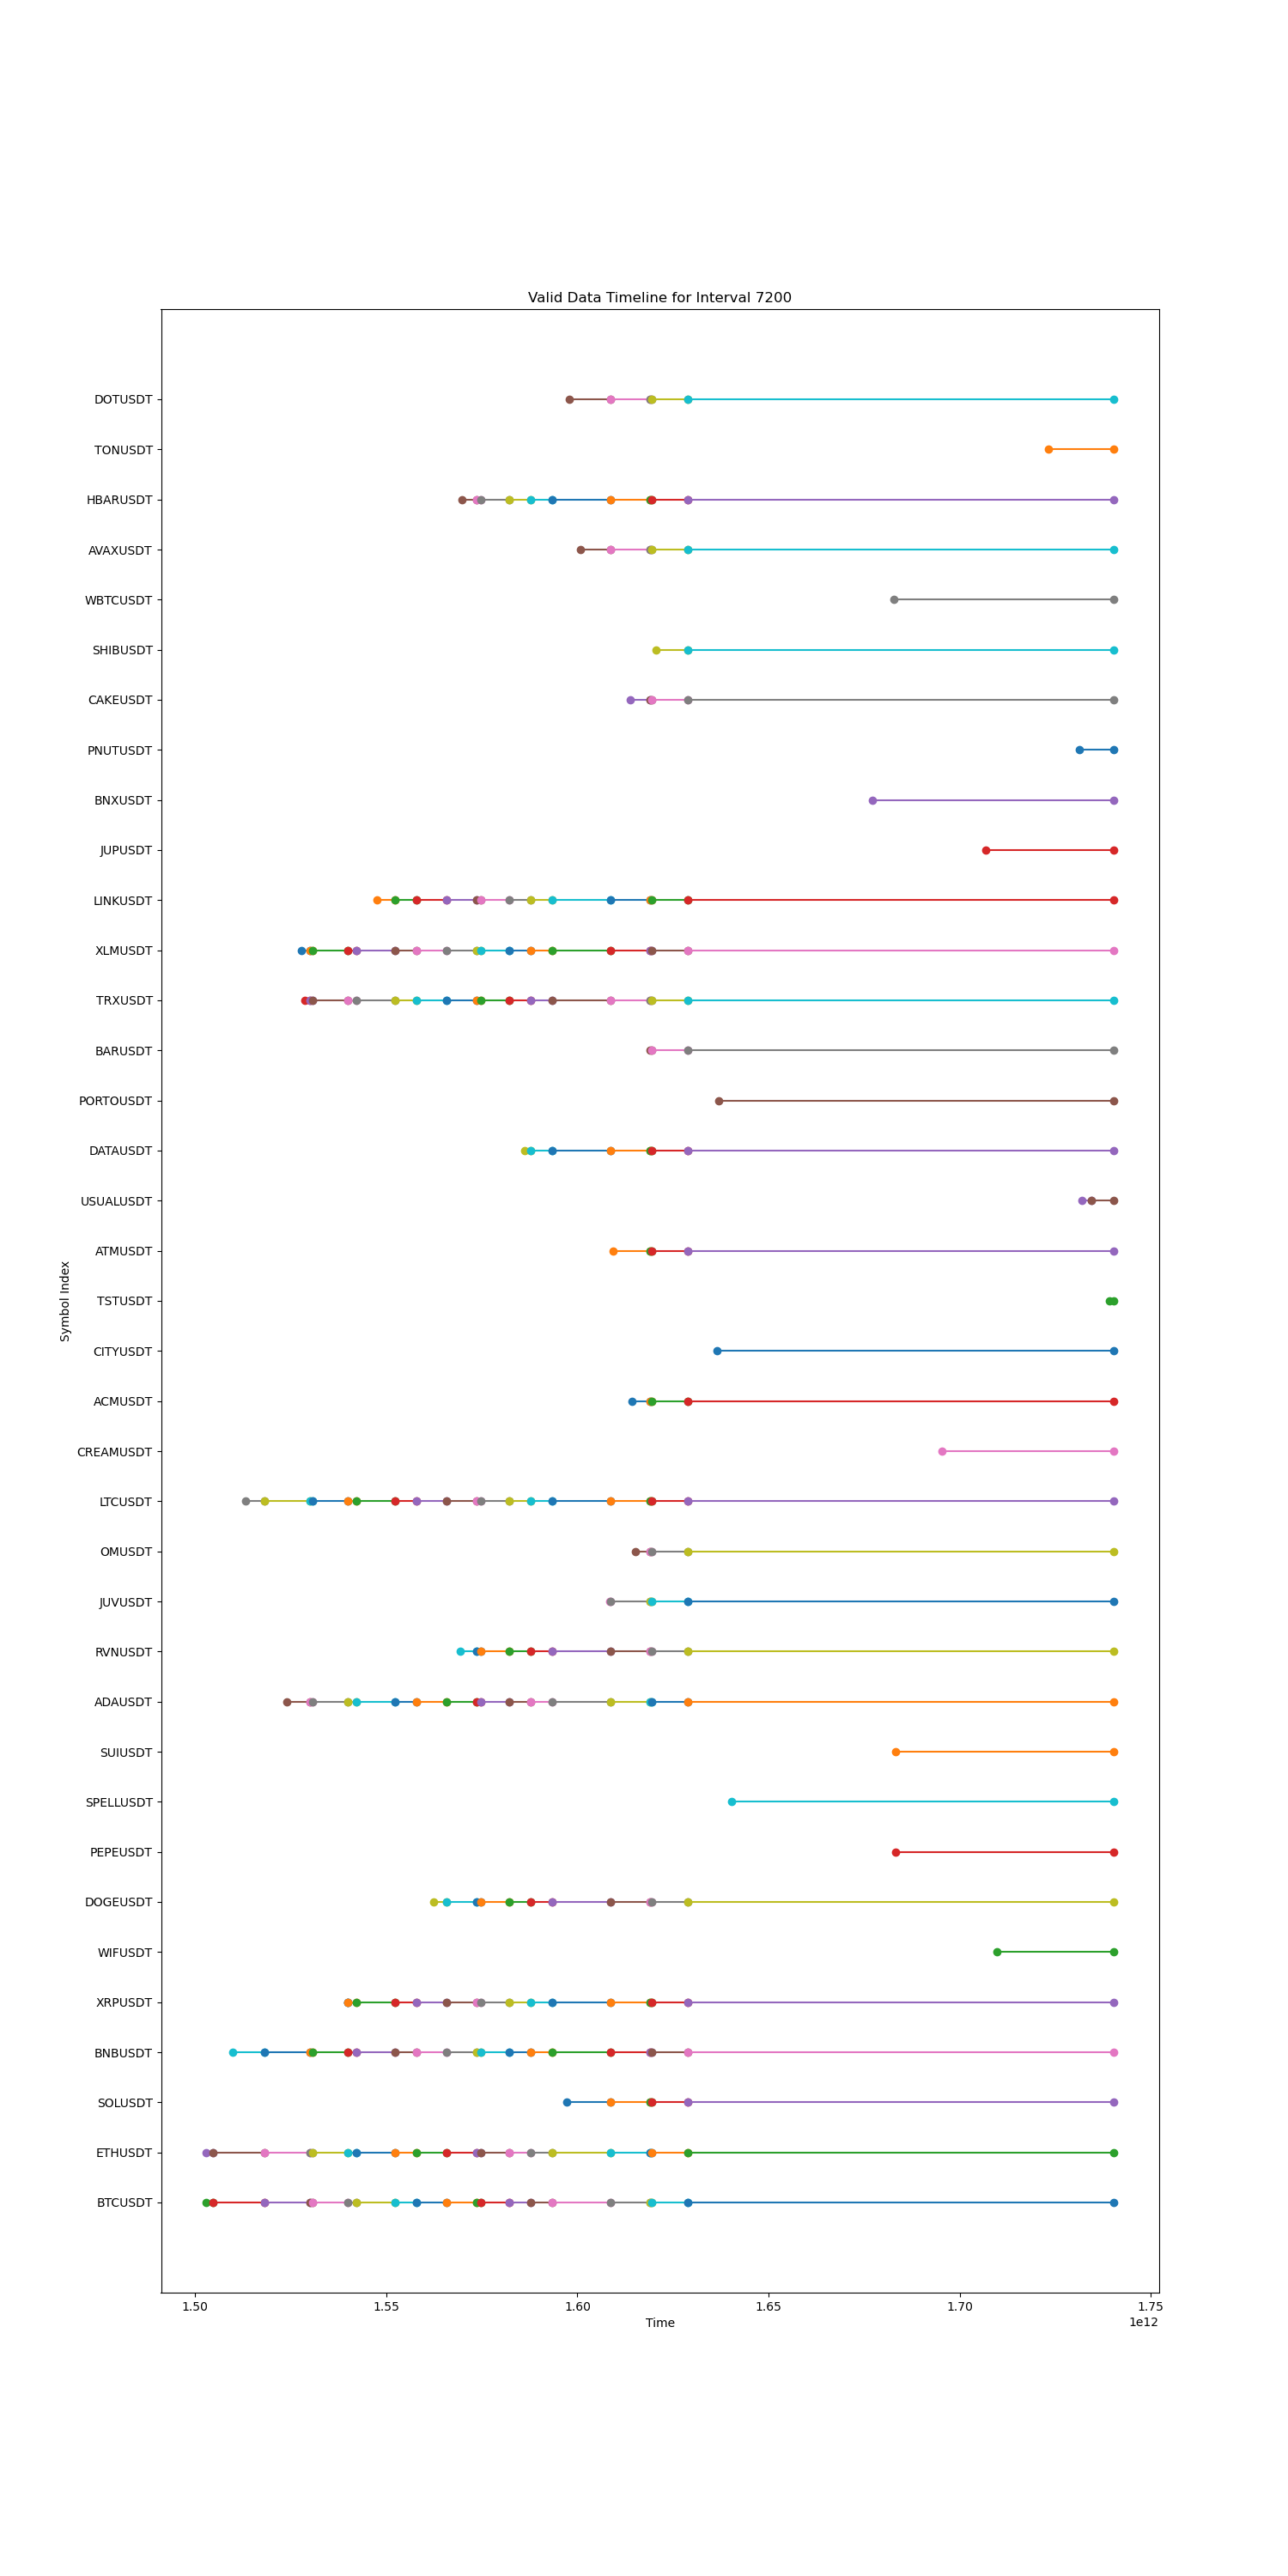 Valid Data Timeline for Interval 7200
DOTUSDT
TONUSDT
HBARUSDT
AVAXUSDT
WBTCUSDT
SHIBUSDT
CAKEUSDT
PNUTUSDT
BNXUSDT
JUPUSDT
LINKUSDT
XLMUSDT
TRXUSDT
BARUSDT
PORTOUSDT
DATAUSDT
USUALUSDT
ATMUSDT
TSTUSDT
CITYUSDT
ACMUSDT
CREAMUSDT
LTCUSDT
OMUSDT
JUVUSDT
RVNUSDT
ADAUSDT
SUIUSDT
SPELLUSDT
PEPEUSDT
DOGEUSDT
WIFUSDT
XRPUSDT
BNBUSDT
SOLUSDT
ETHUSDT
BTCUSDT
Symbol Index
1.50 1.55 1.60 1.65 1.70 1.75
Time
1e12